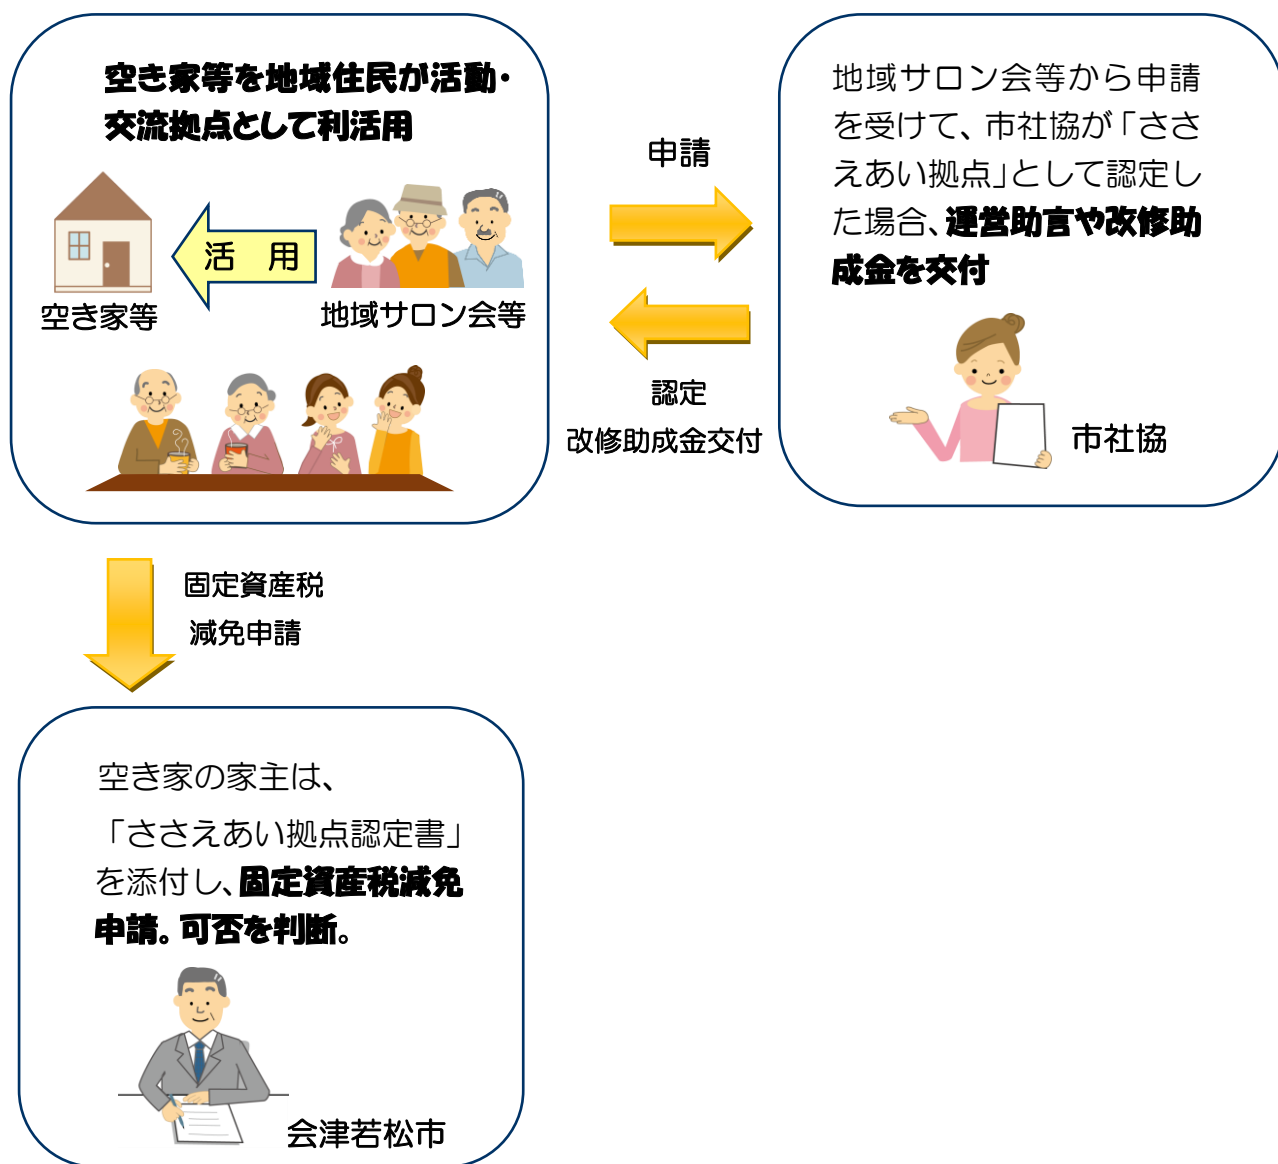 空き家等を地域住民が活動・
交流拠点として利活用
活　用
空き家等
地域サロン会等
申請
認定
改修助成金交付
地域サロン会等から申請
を受けて、市社協が「ささ
えあい拠点」として認定し
た場合、運営助言や改修助
成金を交付
市社協
固定資産税
減免申請
空き家の家主は、
「ささえあい拠点認定書」
を添付し、固定資産税減免
申請。可否を判断。
会津若松市